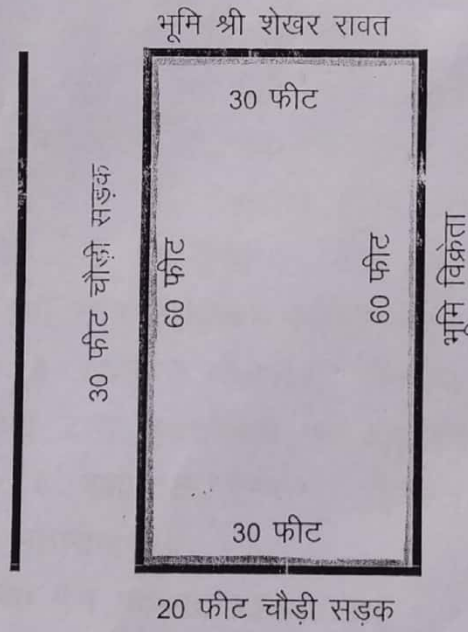 भूमि श्री शेखर रावत
30 फीट
30 फीट चौड़ी सड़क
60 फीट
60 फीट
भूमि विक्रेता
30 फीट
20 फीट चौड़ी सड़क